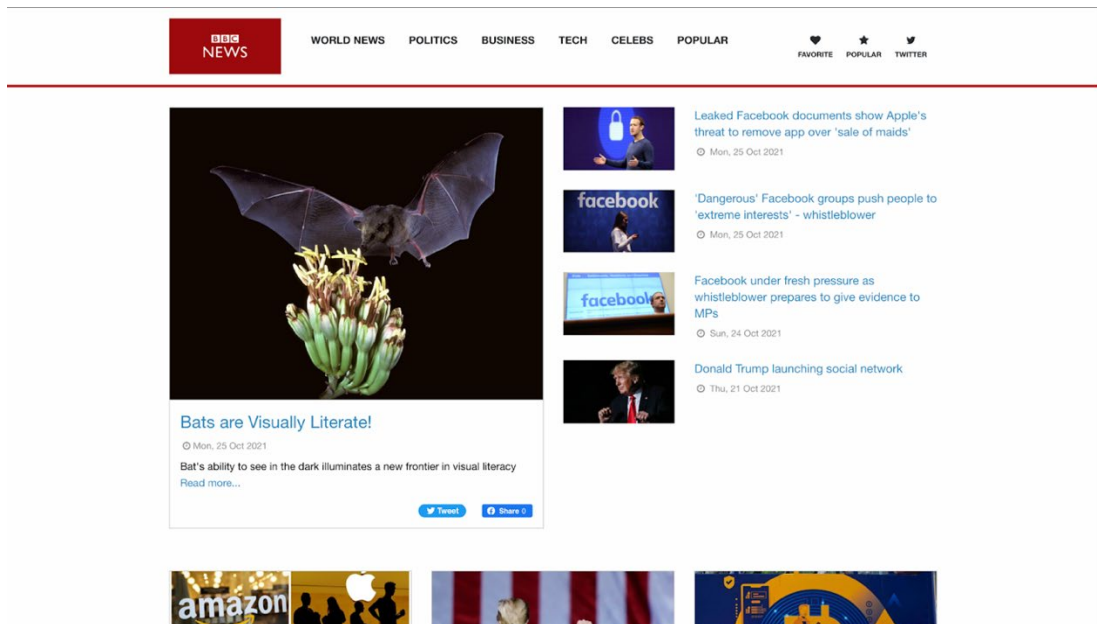 BBC
NEWS
WORLD NEWS POLITICS BUSINESS TECH CELEBS POPULAR
FAVORITE POPULAR TWITTER
Bats are Visually Literate!
Mon, 25 Oct 2021
Bat's ability to see in the dark illuminates a new frontier in visual literacy
Read more...
Tweet Share 0
Leaked Facebook documents show Apple's
threat to remove app over 'sale of maids'
Mon, 25 Oct 2021
facebook
'Dangerous' Facebook groups push people to
'extreme interests' - whistleblower
Mon, 25 Oct 2021
facebook
Facebook under fresh pressure as
whistleblower prepares to give evidence to
MPs
Sun, 24 Oct 2021
Donald Trump launching social network
Thu, 21 Oct 2021
amazon